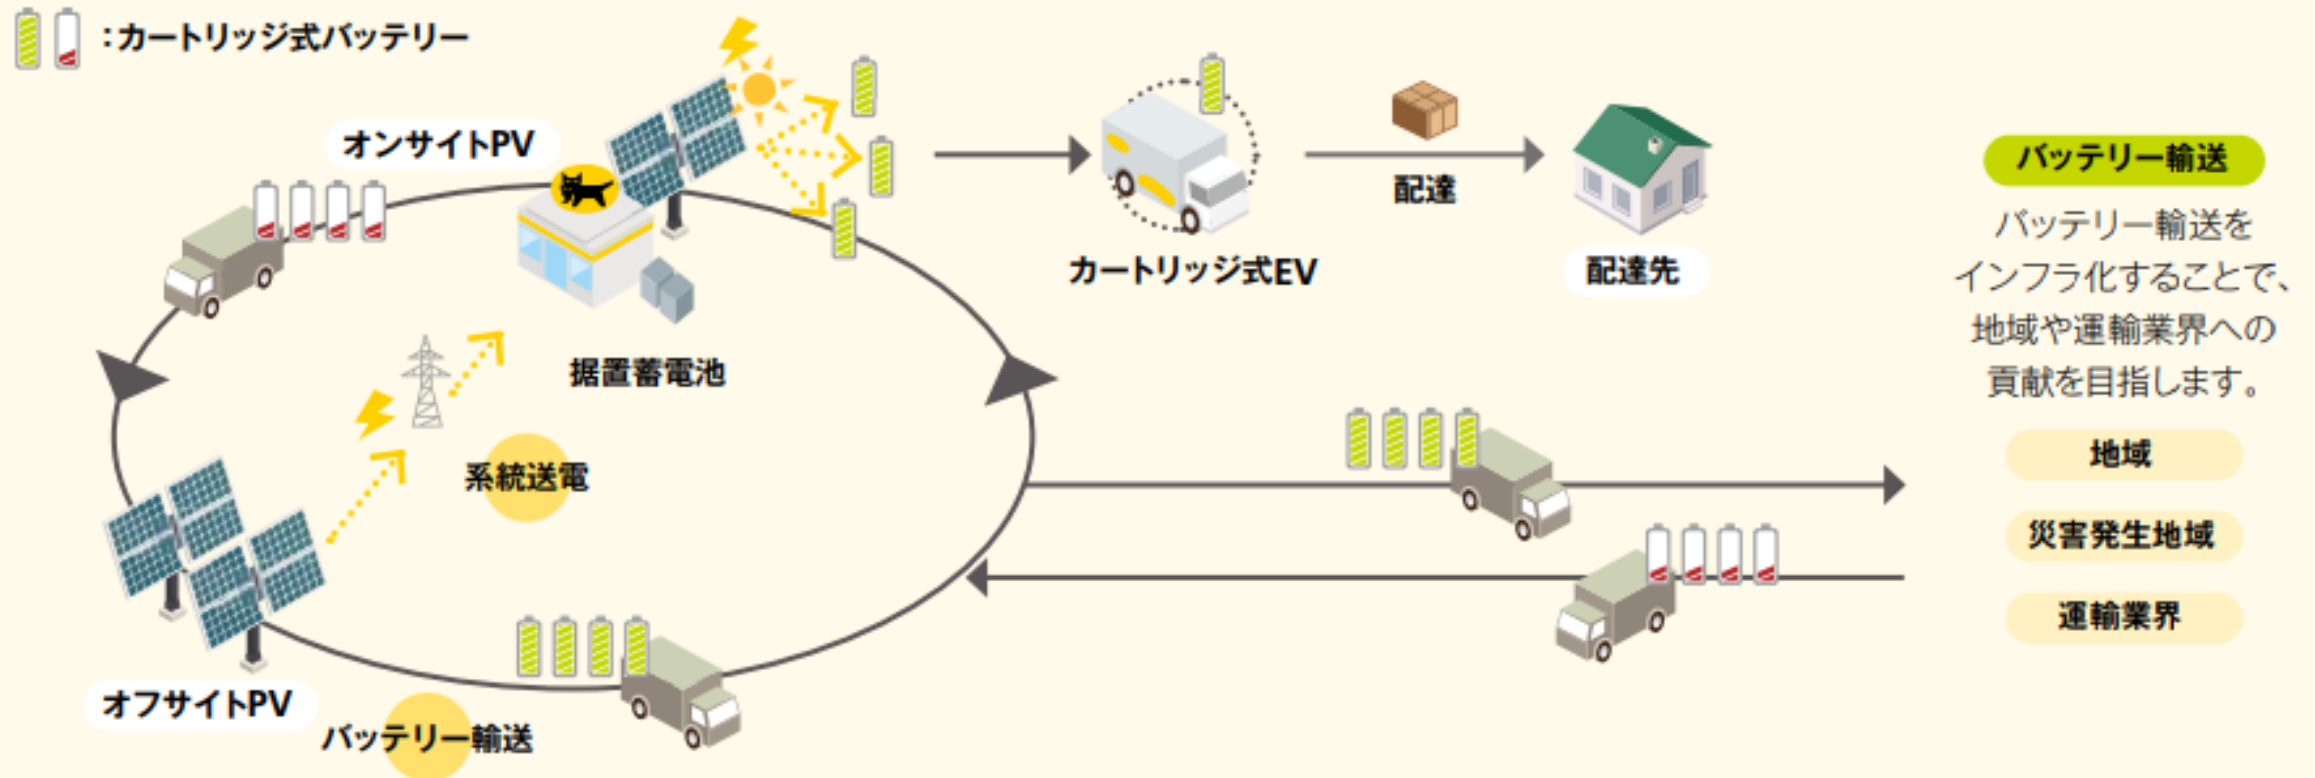 ：カートリッジ式バッテリー
オンサイトPV
据置蓄電池
系統送電
オフサイトPV
バッテリー輸送
カートリッジ式EV
配達
配達先
バッテリー輸送
バッテリー輸送を
インフラ化することで、
地域や運輸業界への
貢献を目指します。
地域
災害発生地域
運輸業界